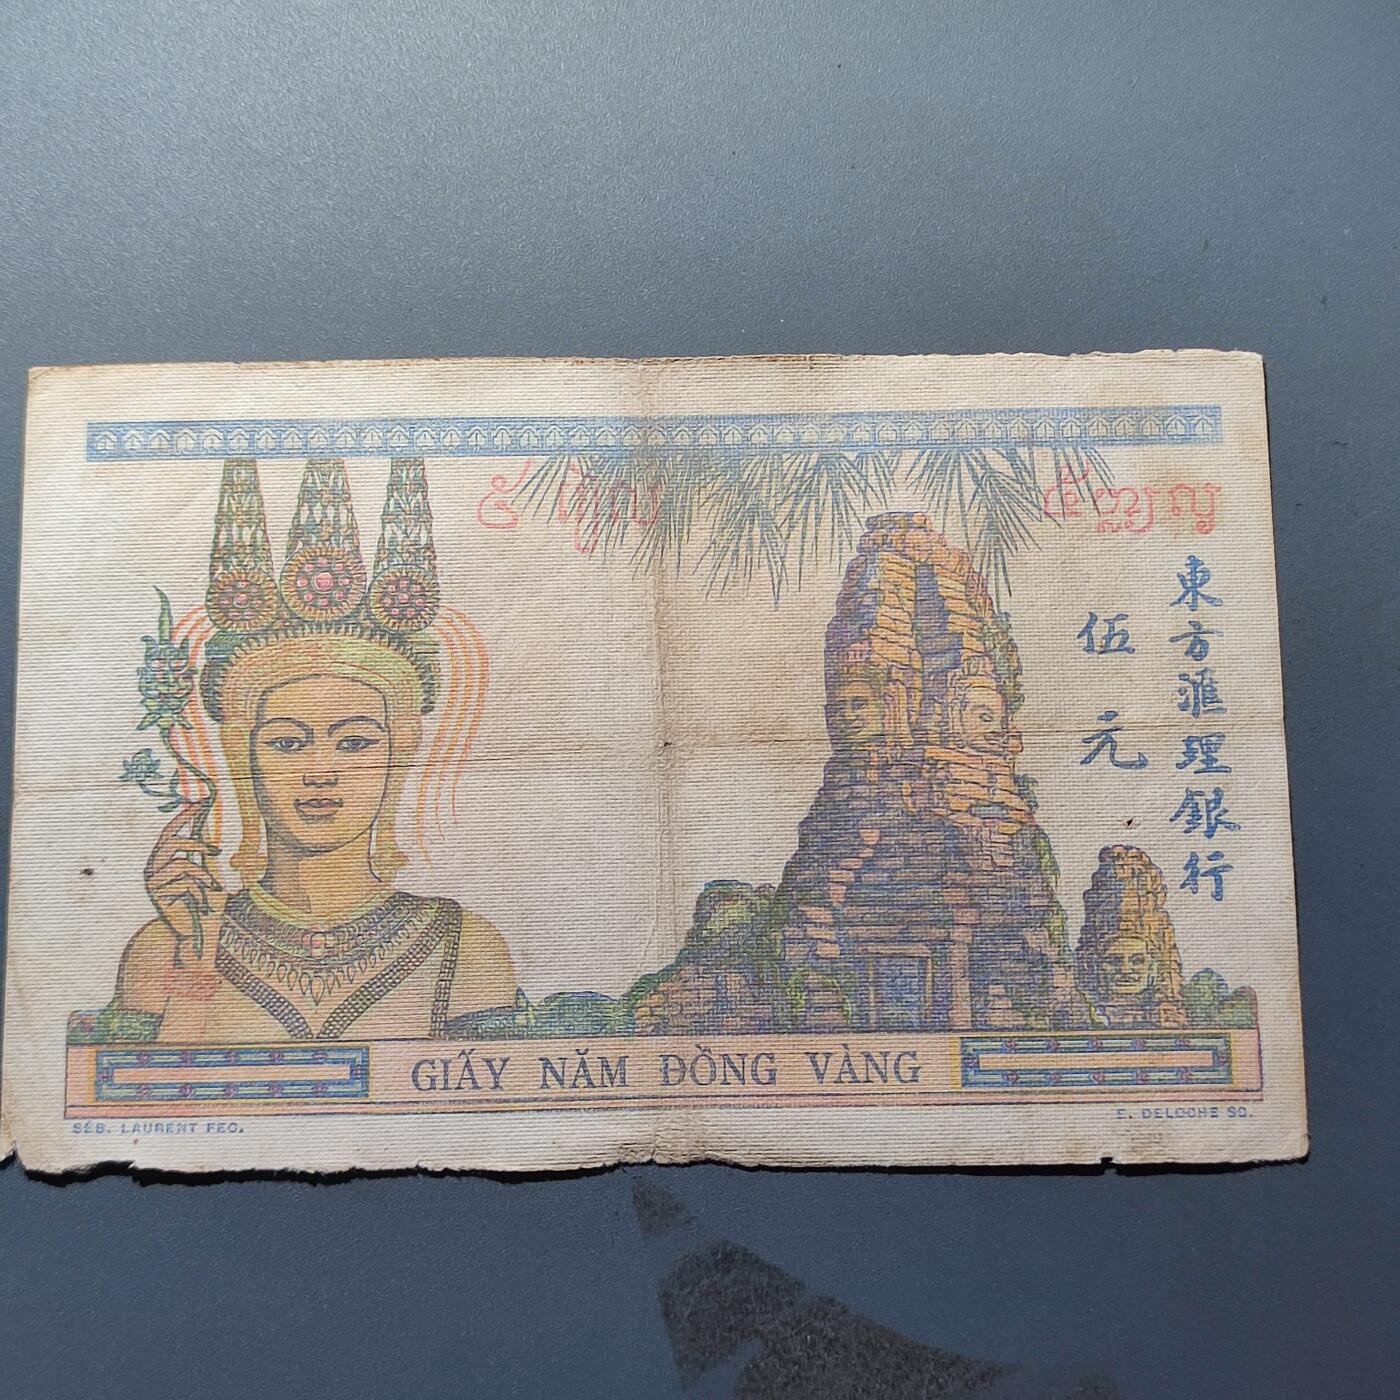 東方滙理銀行
伍元
GIẤY NĂM ĐỒNG VÀNG
SÉB. LAURENT FEC.
E. DELOCHE SC.